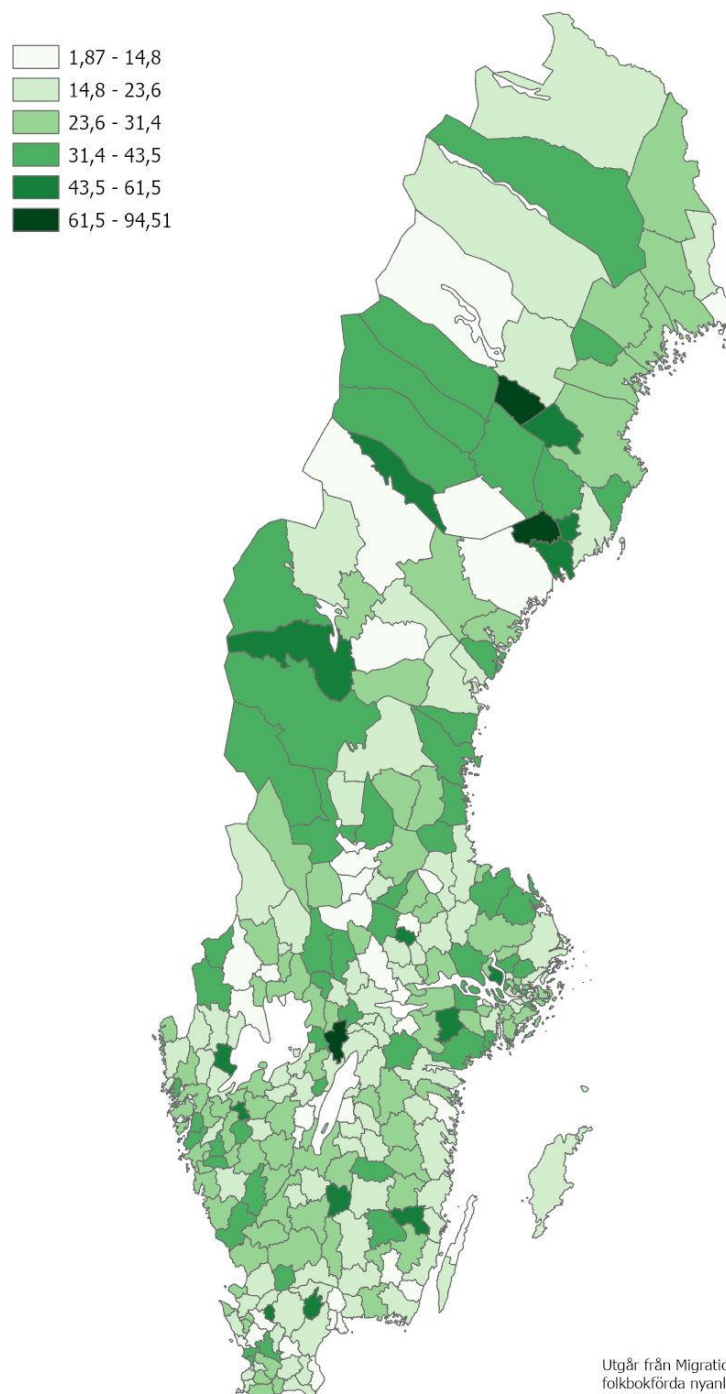 1,87 - 14,8
14,8 - 23,6
23,6 - 31,4
31,4 - 43,5
43,5 - 61,5
61,5 - 94,51
Utgår från Migratio
folkbokförda nyanl